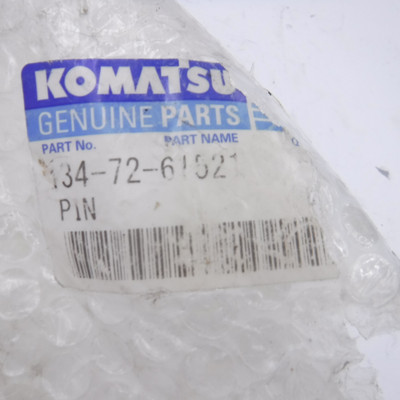 KOMATSU
GENUINE PARTS
PART No. PART NAME
134-72-61521
PIN